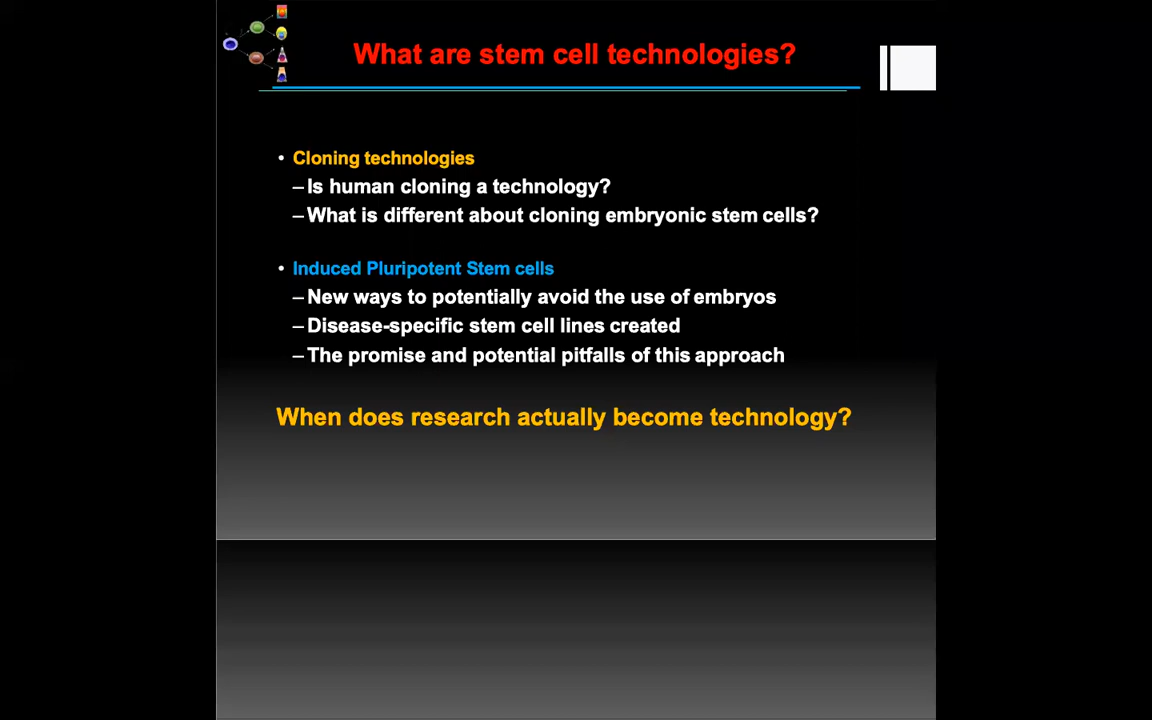 What are stem cell technologies?
• Cloning technologies
–Is human cloning a technology?
–What is different about cloning embryonic stem cells?
• Induced Pluripotent Stem cells
–New ways to potentially avoid the use of embryos
–Disease-specific stem cell lines created
–The promise and potential pitfalls of this approach
When does research actually become technology?